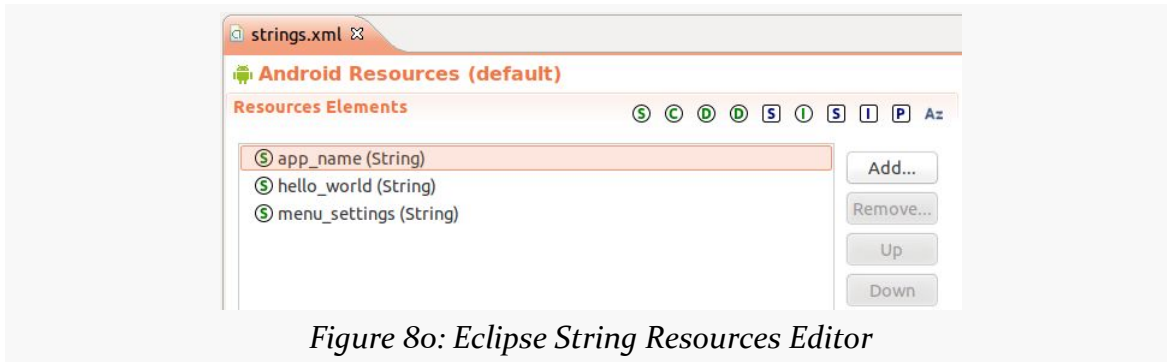 strings.xml
Android Resources (default)
Resources Elements
S C D D S I S I P Az
S app_name (String)
S hello_world (String)
S menu_settings (String)
Add...
Remove...
Up
Down
Figure 80: Eclipse String Resources Editor